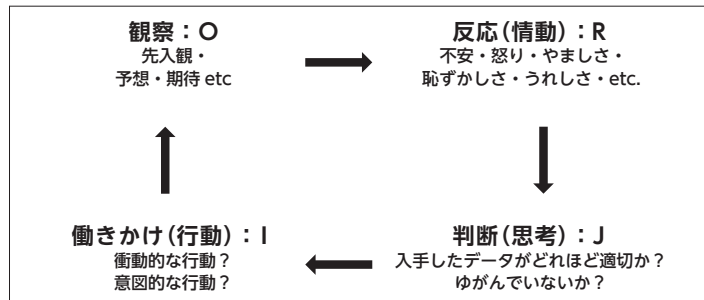 観察：O
先入観・
予想・期待 etc
反応(情動)：R
不安・怒り・やましさ・
恥ずかしさ・うれしさ・etc.
働きかけ(行動)：I
衝動的な行動？
意図的な行動？
判断(思考)：J
入手したデータがどれほど適切か？
ゆがんでいないか？